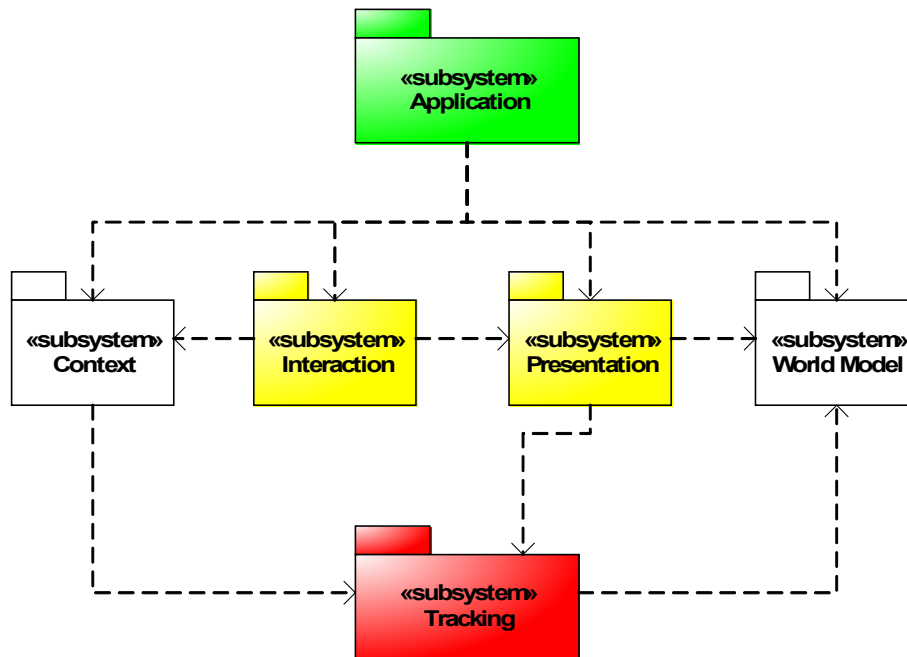 «subsystem»
Application
«subsystem»
Context
«subsystem»
Interaction
«subsystem»
Presentation
«subsystem»
World Model
«subsystem»
Tracking